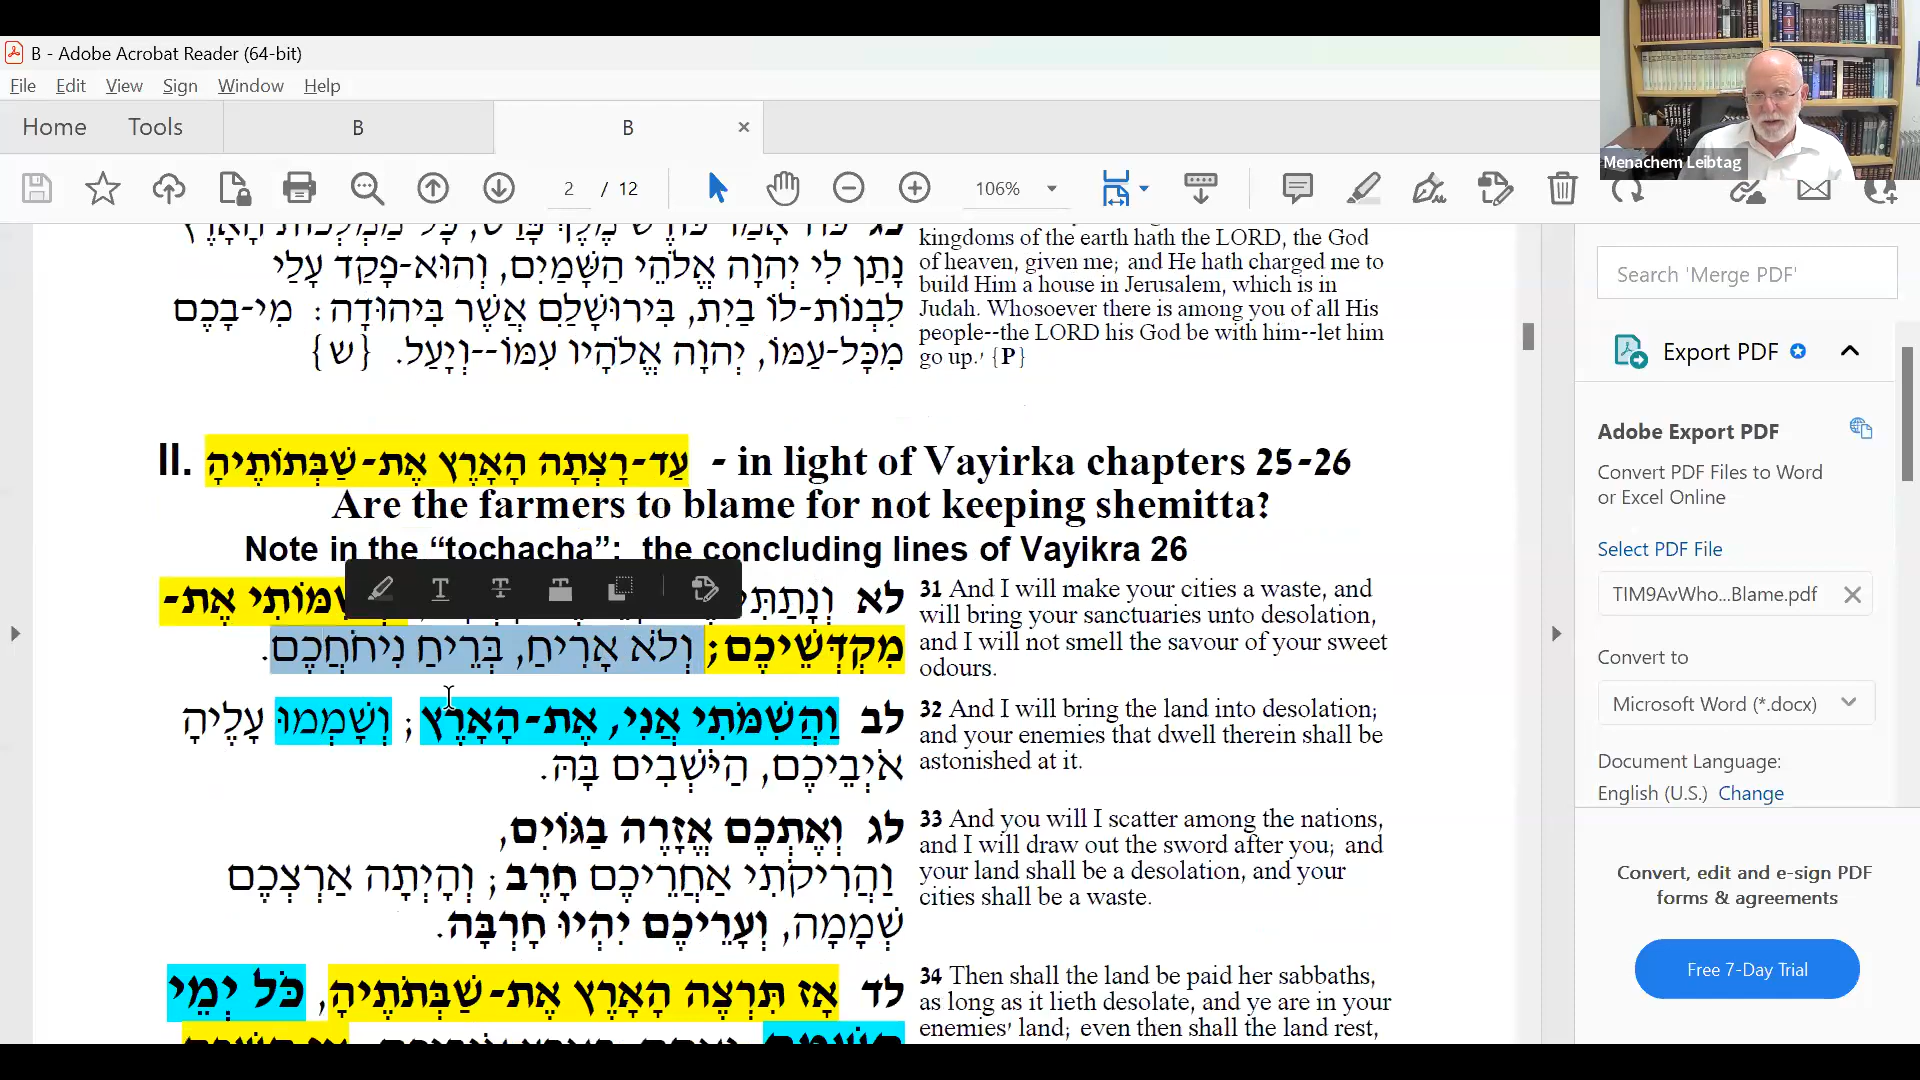 B - Adobe Acrobat Reader (64-bit)
File Edit View Sign Window Help
Home Tools B B
2 / 12 106%
Menachem Leibtag
נָתַן לִי יְהוָה אֱלֹהֵי הַשָּׁמַיִם, וְהוּא-פָקַד עָלַי
לִבְנוֹת-לוֹ בַיִת, בִּירוּשָׁלַ‍ִם אֲשֶׁר בִּיהוּדָה: מִי-בָכֶם
מִכָּל-עַמּוֹ, יְהוָה אֱלֹהָיו עִמּוֹ--וְיָעַל. {ש}
kingdoms of the earth hath the LORD, the God
of heaven, given me; and He hath charged me to
build Him a house in Jerusalem, which is in
Judah. Whosoever there is among you of all His
people--the LORD his God be with him--let him
go up.' {P}
II. עַד-רָצְתָה הָאָרֶץ אֶת-שַׁבְּתוֹתֶיהָ - in light of Vayirka chapters 25-26
Are the farmers to blame for not keeping shemitta?
Note in the “tochacha”: the concluding lines of Vayikra 26
לא
מִקְדְּשֵׁיכֶם; וְלֹא אָרִיחַ, בְּרֵיחַ נִיחֹחֲכֶם.
31 And I will make your cities a waste, and
will bring your sanctuaries unto desolation,
and I will not smell the savour of your sweet
odours.
לב וַהֲשִׁמֹּתִי אֲנִי, אֶת-הָאָרֶץ; וְשָׁמְמוּ עָלֶיהָ
אֹיְבֵיכֶם, הַיֹּשְׁבִים בָּהּ.
32 And I will bring the land into desolation;
and your enemies that dwell therein shall be
astonished at it.
לג וְאֶתְכֶם אֱזָרֶה בַגּוֹיִם,
וַהֲרִיקֹתִי אַחֲרֵיכֶם חָרֶב; וְהָיְתָה אַרְצְכֶם
שְׁמָמָה, וְעָרֵיכֶם יִהְיוּ חָרְבָּה.
33 And you will I scatter among the nations,
and I will draw out the sword after you; and
your land shall be a desolation, and your
cities shall be a waste.
לד אָז תִּרְצֶה הָאָרֶץ אֶת-שַׁבְּתֹתֶיהָ, כֹּל יְמֵי
34 Then shall the land be paid her sabbaths,
as long as it lieth desolate, and ye are in your
enemies' land; even then shall the land rest,
Search 'Merge PDF'
Export PDF
Adobe Export PDF
Convert PDF Files to Word
or Excel Online
Select PDF File
TIM9AvWho...Blame.pdf
Convert to
Microsoft Word (*.docx)
Document Language:
English (U.S.) Change
Convert, edit and e-sign PDF
forms & agreements
Free 7-Day Trial